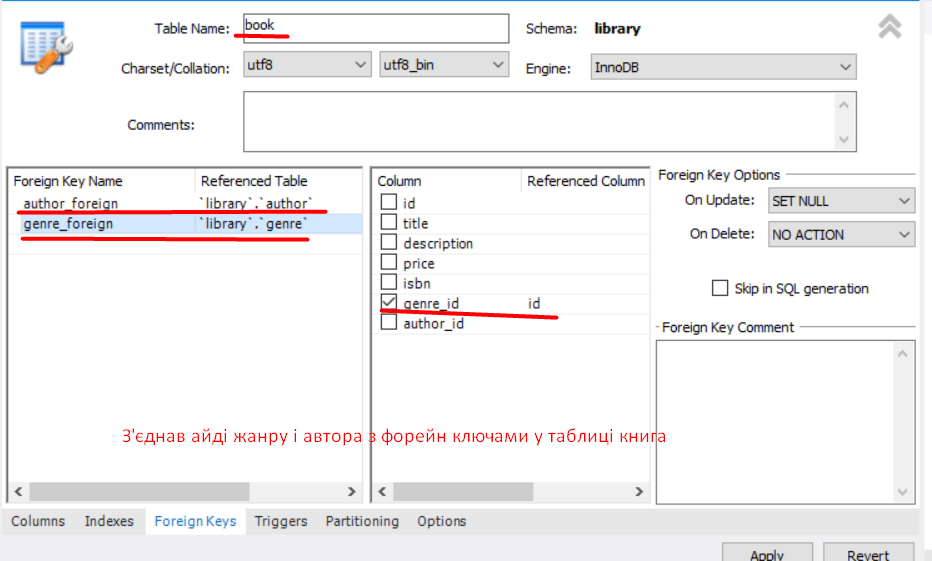 Table Name: book Schema: library
Charset/Collation: utf8 utf8_bin Engine: InnoDB
Comments:
Foreign Key Name Referenced Table
author_foreign `library`.`author`
genre_foreign `library`.`genre`
Column Referenced Column
id
title
description
price
isbn
genre_id id
author_id
Foreign Key Options
On Update: SET NULL
On Delete: NO ACTION
Skip in SQL generation
Foreign Key Comment
З'єднав айді жанру і автора з форейн ключами у таблиці книга
Columns Indexes Foreign Keys Triggers Partitioning Options
Apply Revert